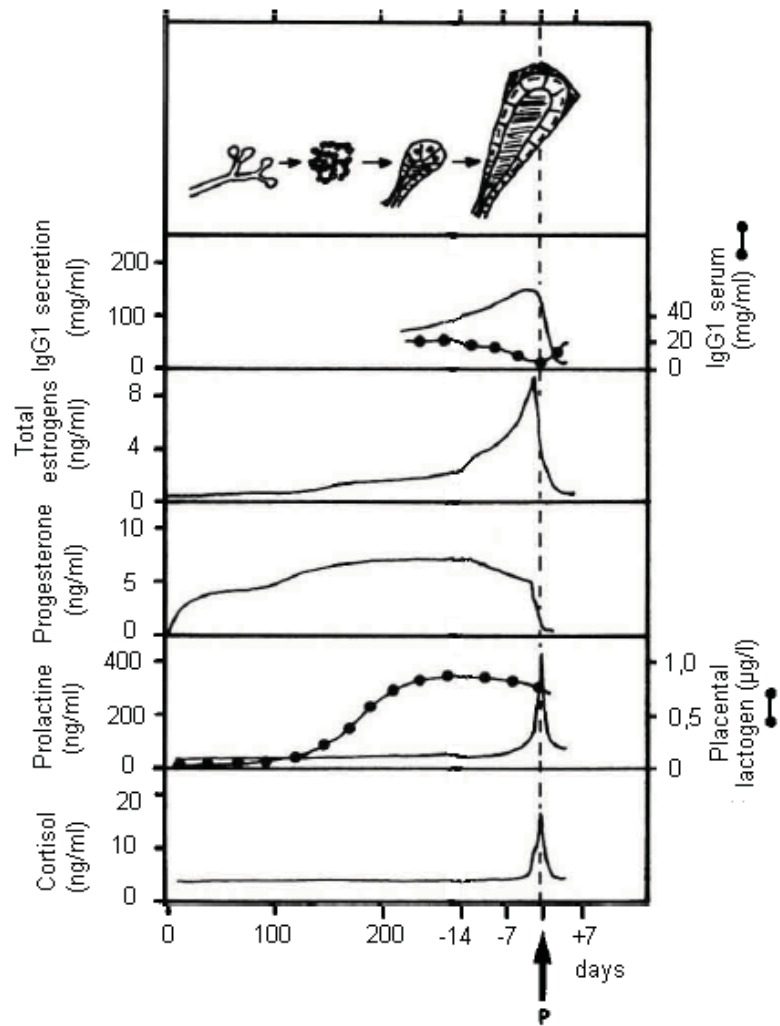 IgG1 secretion
(mg/ml)
200
100
0
40
20
0
IgG1 serum
(mg/ml)
Total
estrogens
(ng/ml)
8
4
0
Progesterone
(ng/ml)
10
5
0
Prolactine
(ng/ml)
400
200
0
1,0
0,5
0
Placental
lactogen (µg/l)
Cortisol
(ng/ml)
20
10
0
0 100 200 -14 -7 +7
days
P